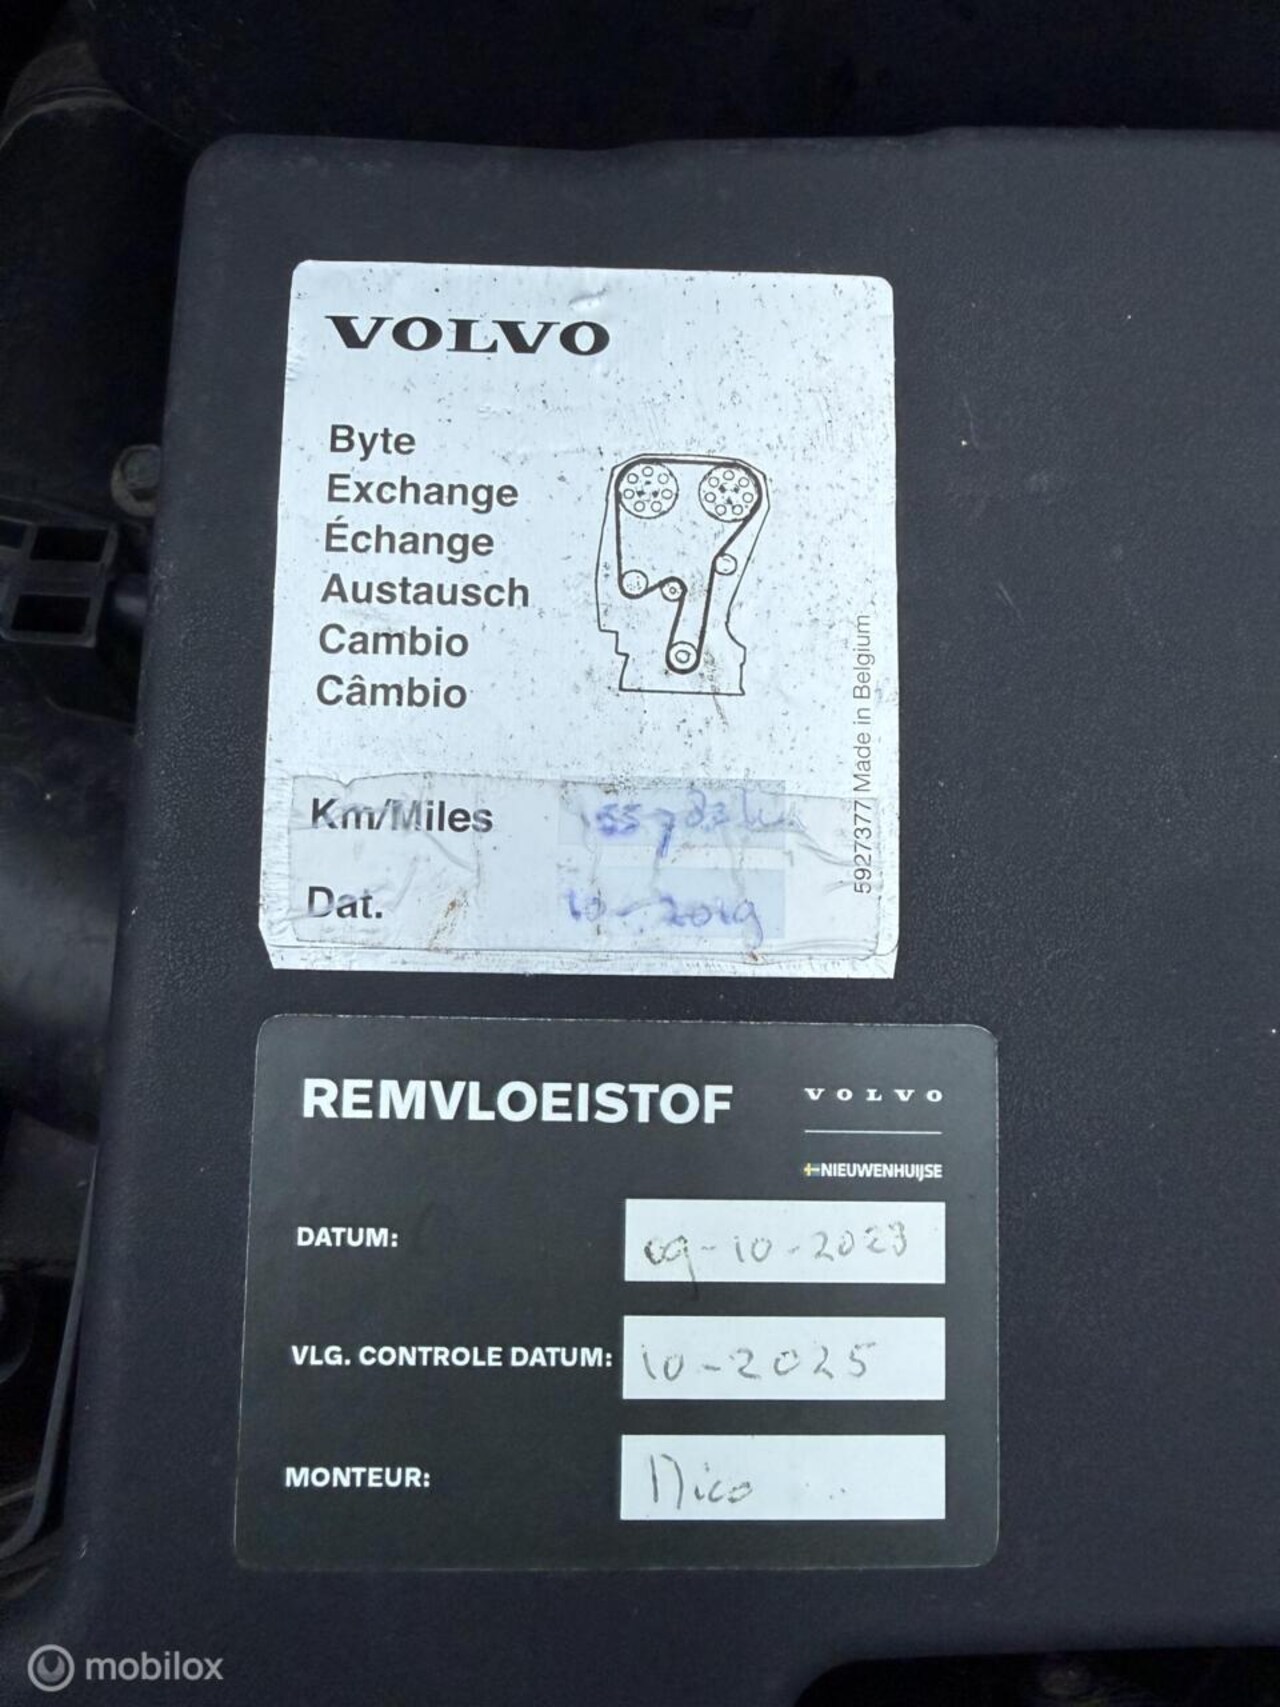 VOLVO
Byte
Exchange
Échange
Austausch
Cambio
Câmbio
Km/Miles
Dat. 10-2019
5927377 Made in Belgium
REMVLOEISTOF
VOLVO
NIEUWENHUIJSE
DATUM: 09-10-2023
VLG. CONTROLE DATUM: 10-2025
MONTEUR: Nico
mobilox